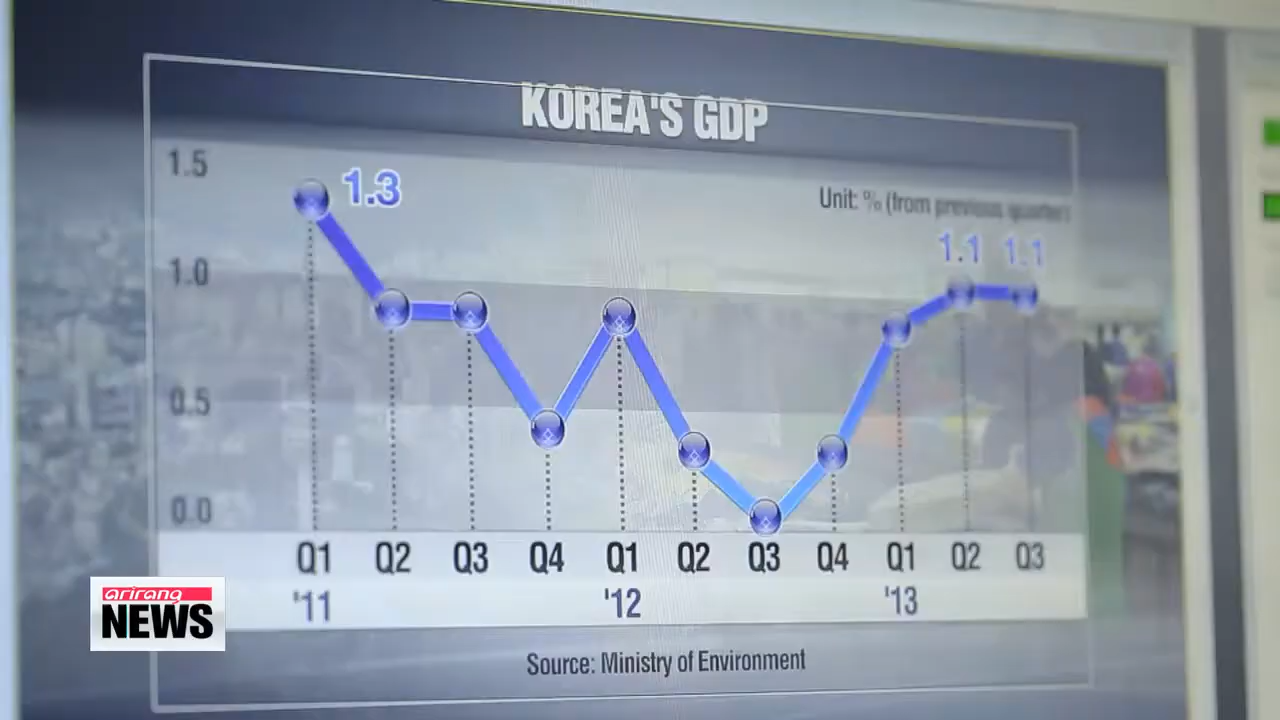 KOREA'S GDP
1.5
1.3
Unit: % (from previous quarter)
1.1 1.1
1.0
0.5
0.0
Q1 Q2 Q3 Q4 Q1 Q2 Q3 Q4 Q1 Q2 Q3
'11 '12 '13
arirang
NEWS
Source: Ministry of Environment